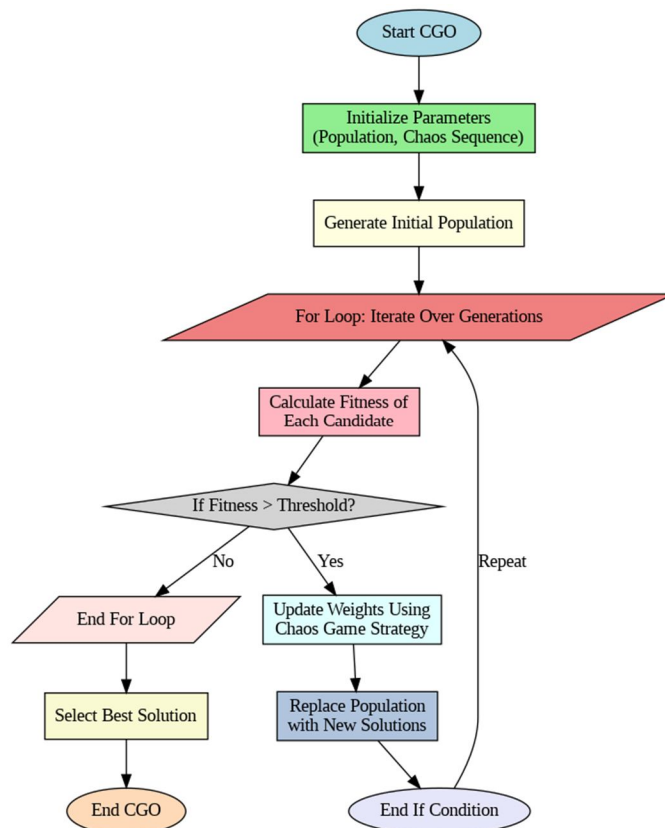 Start CGO
Initialize Parameters
(Population, Chaos Sequence)
Generate Initial Population
For Loop: Iterate Over Generations
Calculate Fitness of
Each Candidate
If Fitness > Threshold?
No
Yes
Repeat
End For Loop
Update Weights Using
Chaos Game Strategy
Select Best Solution
Replace Population
with New Solutions
End CGO
End If Condition